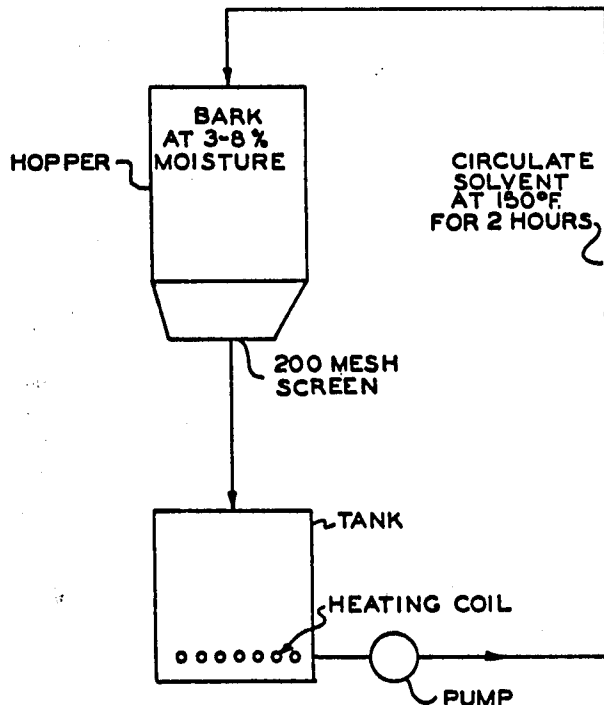 BARK
AT 3-8%
MOISTURE
HOPPER
CIRCULATE
SOLVENT
AT 150°F.
FOR 2 HOURS
200 MESH
SCREEN
TANK
HEATING COIL
PUMP